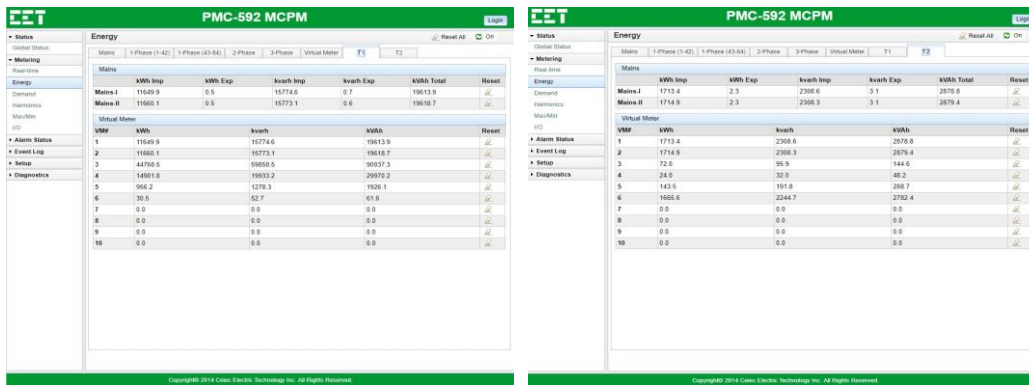 CET PMC-592 MCPM Login
Status
Global Status
Metering
Real-time
Energy
Demand
Harmonics
Max/Min
I/O
Alarm Status
Event Log
Setup
Diagnostics
Energy Reset All On
Mains 1-Phase (1-42) 1-Phase (43-84) 2-Phase 3-Phase Virtual Meter T1 T2
Mains
kWh Imp kWh Exp kvarh Imp kvarh Exp kVAh Total Reset
Mains-I 11649.9 0.5 15774.6 0.7 19613.9
Mains-II 11660.1 0.5 15773.1 0.6 19618.7
Virtual Meter
VM# kWh kvarh kVAh Reset
1 11649.9 15774.6 19613.9
2 11660.1 15773.1 19618.7
3 44768.5 59858.5 90037.3
4 14901.8 19933.2 29970.2
5 956.2 1278.3 1926.1
6 30.5 52.7 61.6
7 0.0 0.0 0.0
8 0.0 0.0 0.0
9 0.0 0.0 0.0
10 0.0 0.0 0.0
Copyright© 2014 Ceiec Electric Technology Inc. All Rights Reserved.
CET PMC-592 MCPM Login
Status
Global Status
Metering
Real-time
Energy
Demand
Harmonics
Max/Min
I/O
Alarm Status
Event Log
Setup
Diagnostics
Energy Reset All On
Mains 1-Phase (1-42) 1-Phase (43-84) 2-Phase 3-Phase Virtual Meter T1 T2
Mains
kWh Imp kWh Exp kvarh Imp kvarh Exp kVAh Total Reset
Mains-I 1713.4 2.3 2308.6 3.1 2878.8
Mains-II 1714.9 2.3 2308.3 3.1 2879.4
Virtual Meter
VM# kWh kvarh kVAh Reset
1 1713.4 2308.6 2878.8
2 1714.9 2308.3 2879.4
3 72.0 95.9 144.6
4 24.0 32.0 48.2
5 143.5 191.8 288.7
6 1665.6 2244.7 2782.4
7 0.0 0.0 0.0
8 0.0 0.0 0.0
9 0.0 0.0 0.0
10 0.0 0.0 0.0
Copyright© 2014 Ceiec Electric Technology Inc. All Rights Reserved.